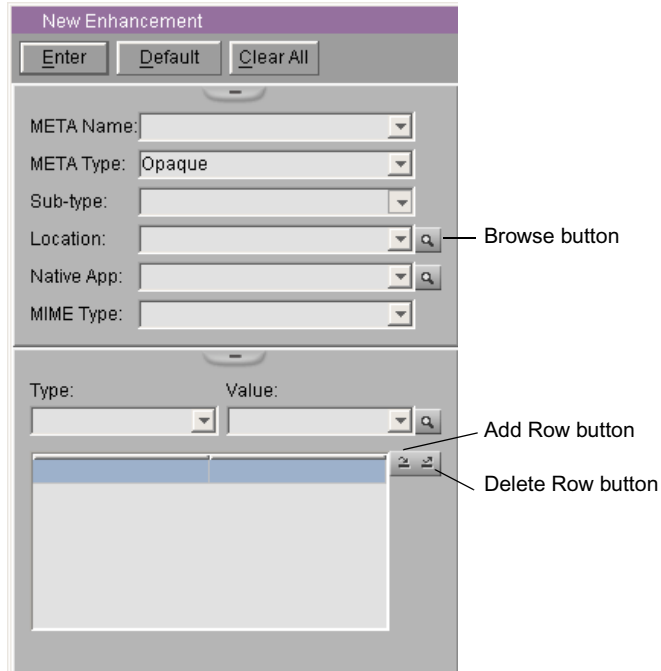 New Enhancement
Enter Default Clear All
META Name:
META Type: Opaque
Sub-type:
Location:
Browse button
Native App:
MIME Type:
Type: Value:
Add Row button
Delete Row button